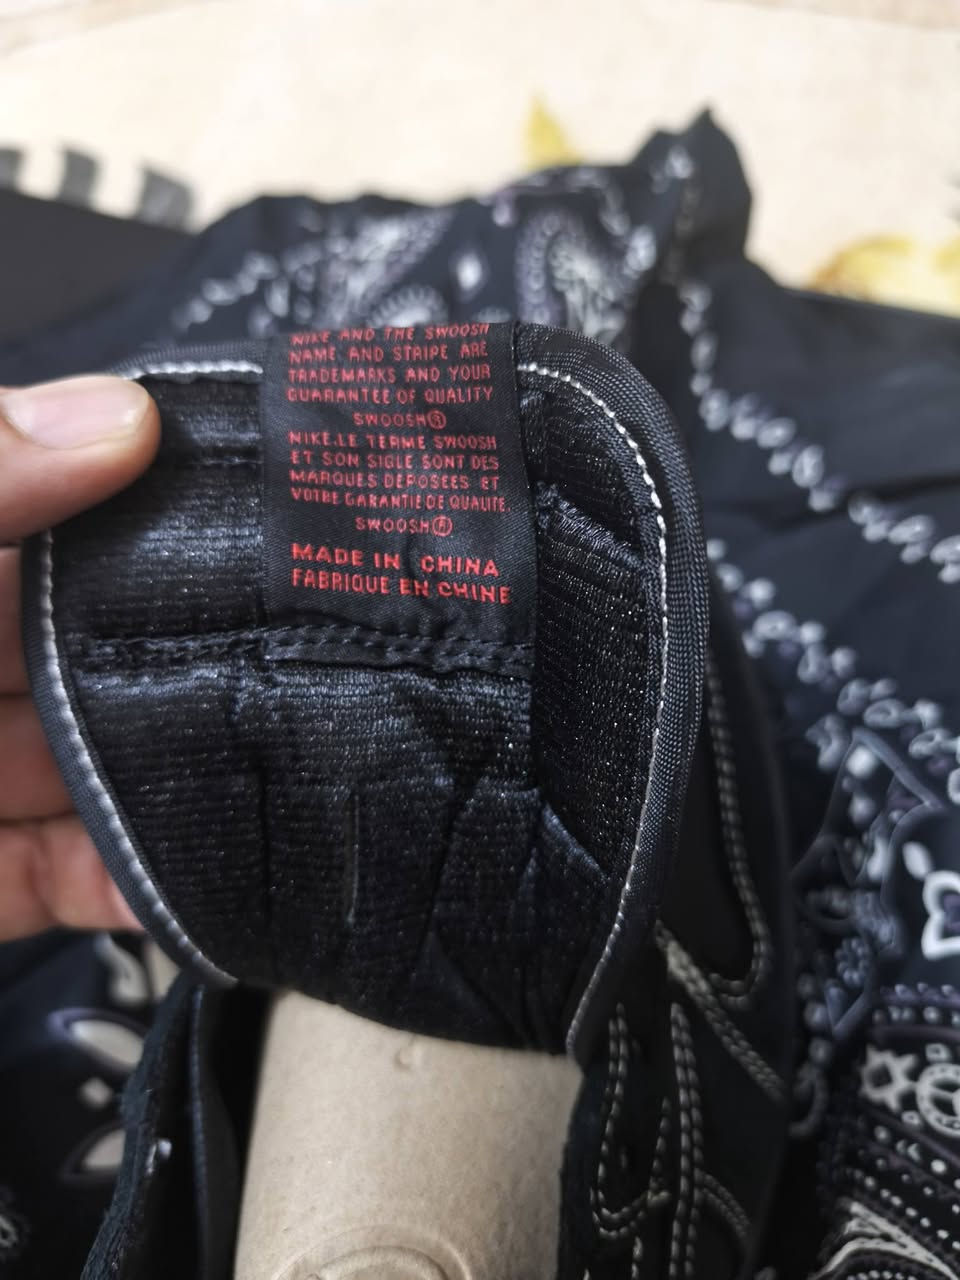 NIKE AND THE SWOOSH
NAME AND STRIPE ARE
TRADEMARKS AND YOUR
GUARANTEE OF QUALITY
SWOOSH®
NIKE.LE TERME SWOOSH
ET SON SIGLE SONT DES
MARQUES DEPOSEES ET
VOTRE GARANTIE DE QUALITE.
SWOOSH®
MADE IN CHINA
FABRIQUE EN CHINE